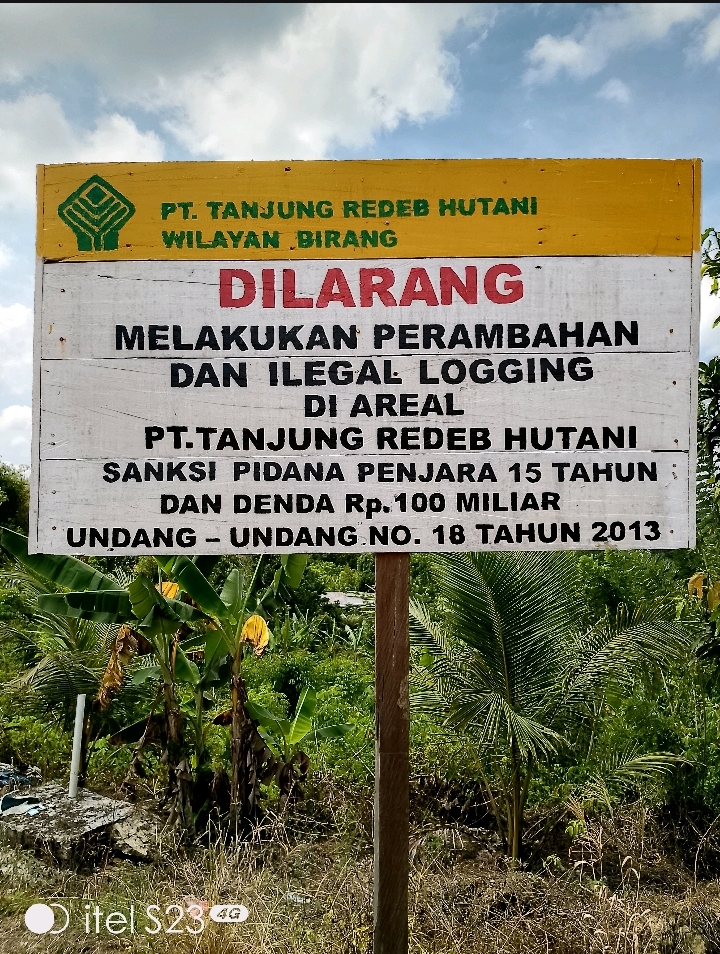 PT. TANJUNG REDEB HUTANI
WILAYAN BIRANG
DILARANG
MELAKUKAN PERAMBAHAN
DAN ILEGAL LOGGING
DI AREAL
PT.TANJUNG REDEB HUTANI
SANKSI PIDANA PENJARA 15 TAHUN
DAN DENDA Rp.100 MILIAR
UNDANG – UNDANG NO. 18 TAHUN 2013
itel S23 4G